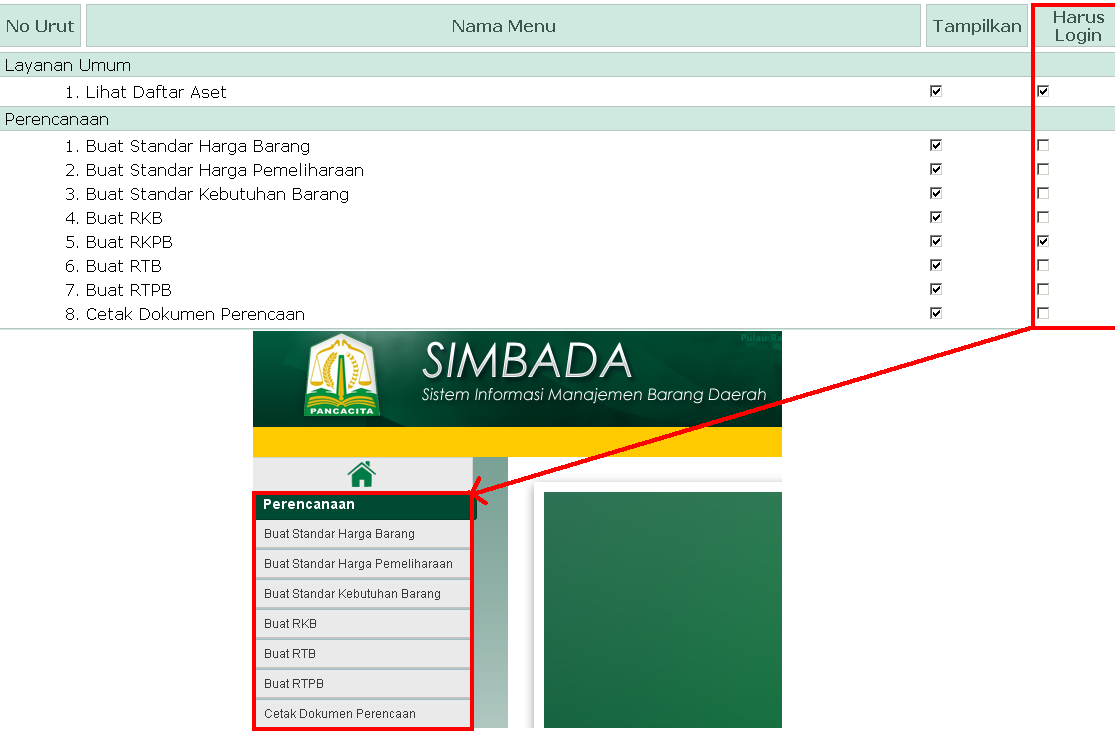 No Urut Nama Menu Tampilkan Harus Login
Layanan Umum
1. Lihat Daftar Aset
Perencanaan
1. Buat Standar Harga Barang
2. Buat Standar Harga Pemeliharaan
3. Buat Standar Kebutuhan Barang
4. Buat RKB
5. Buat RKPB
6. Buat RTB
7. Buat RTPB
8. Cetak Dokumen Perencaan
PANCACITA
SIMBADA
Sistem Informasi Manajemen Barang Daerah
Perencanaan
Buat Standar Harga Barang
Buat Standar Harga Pemeliharaan
Buat Standar Kebutuhan Barang
Buat RKB
Buat RTB
Buat RTPB
Cetak Dokumen Perencaan